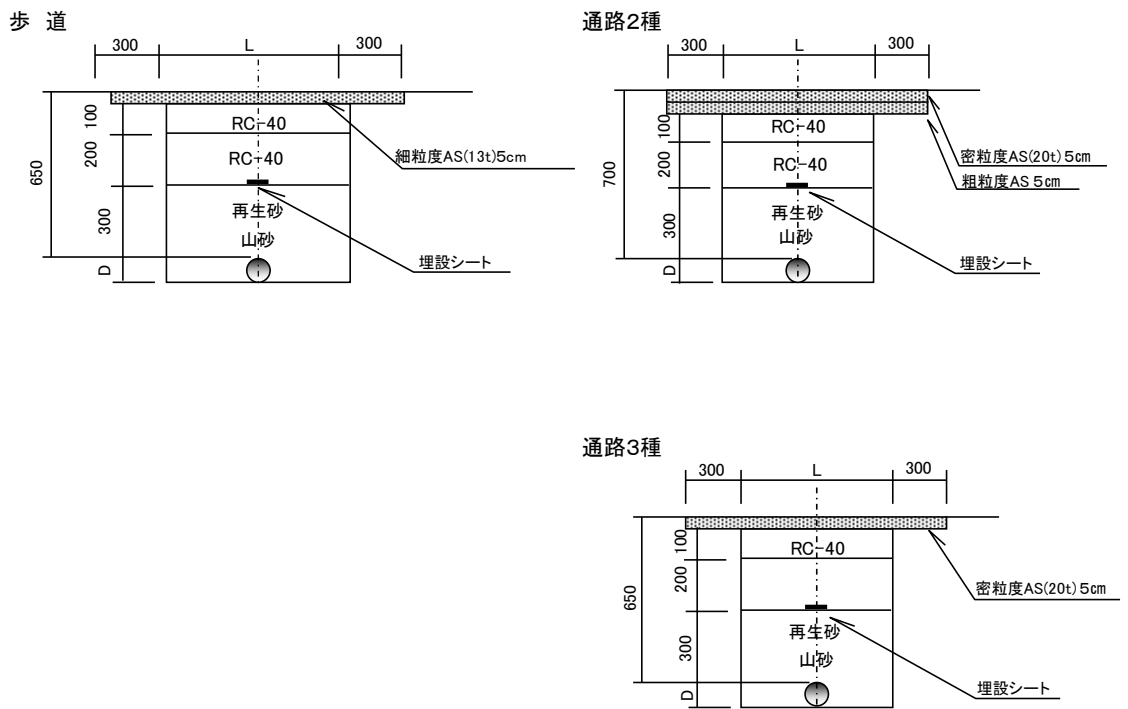 歩 道
300 L 300
650
100
RC-40
200
RC-40
細粒度AS(13t)5cm
300
再生砂
山砂
埋設シート
D
通路2種
300 L 300
700
100
RC-40
200
RC-40
密粒度AS(20t)5㎝
粗粒度AS 5㎝
300
再生砂
山砂
埋設シート
D
通路3種
300 L 300
650
100
RC-40
200
密粒度AS(20t)5㎝
300
再生砂
山砂
埋設シート
D